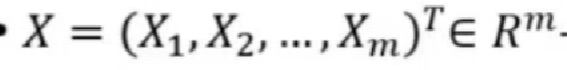 • X = (X₁, X₂, ..., Xₘ)ᵀ ∈ Rᵐ-